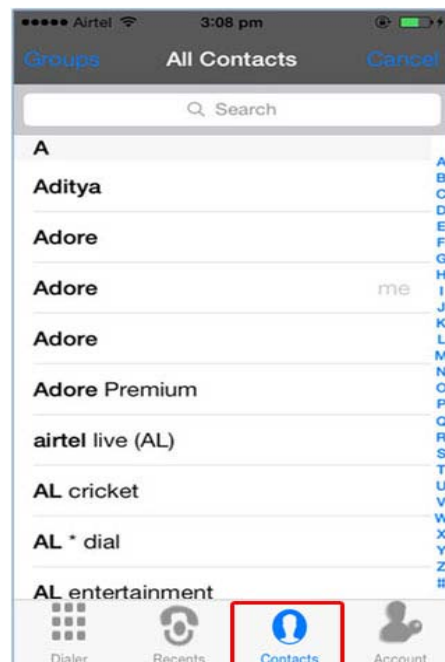 Airtel 3:08 pm
Groups All Contacts Cancel
Search
A
Aditya
Adore
Adore me
Adore
Adore Premium
airtel live (AL)
AL cricket
AL * dial
AL entertainment
A
B
C
D
E
F
G
H
I
J
K
L
M
N
O
P
Q
R
S
T
U
V
W
X
Y
Z
#
Dialer Recents Contacts Account